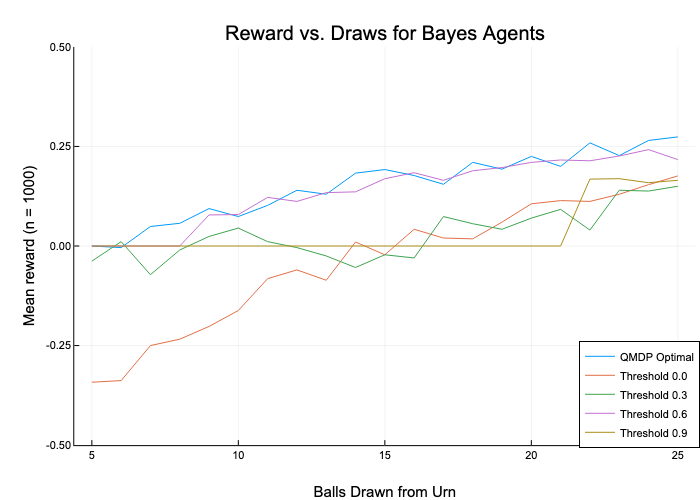 Reward vs. Draws for Bayes Agents
0.50
0.25
0.00
-0.25
-0.50
Mean reward (n = 1000)
5
10
15
20
25
Balls Drawn from Urn
QMDP Optimal
Threshold 0.0
Threshold 0.3
Threshold 0.6
Threshold 0.9